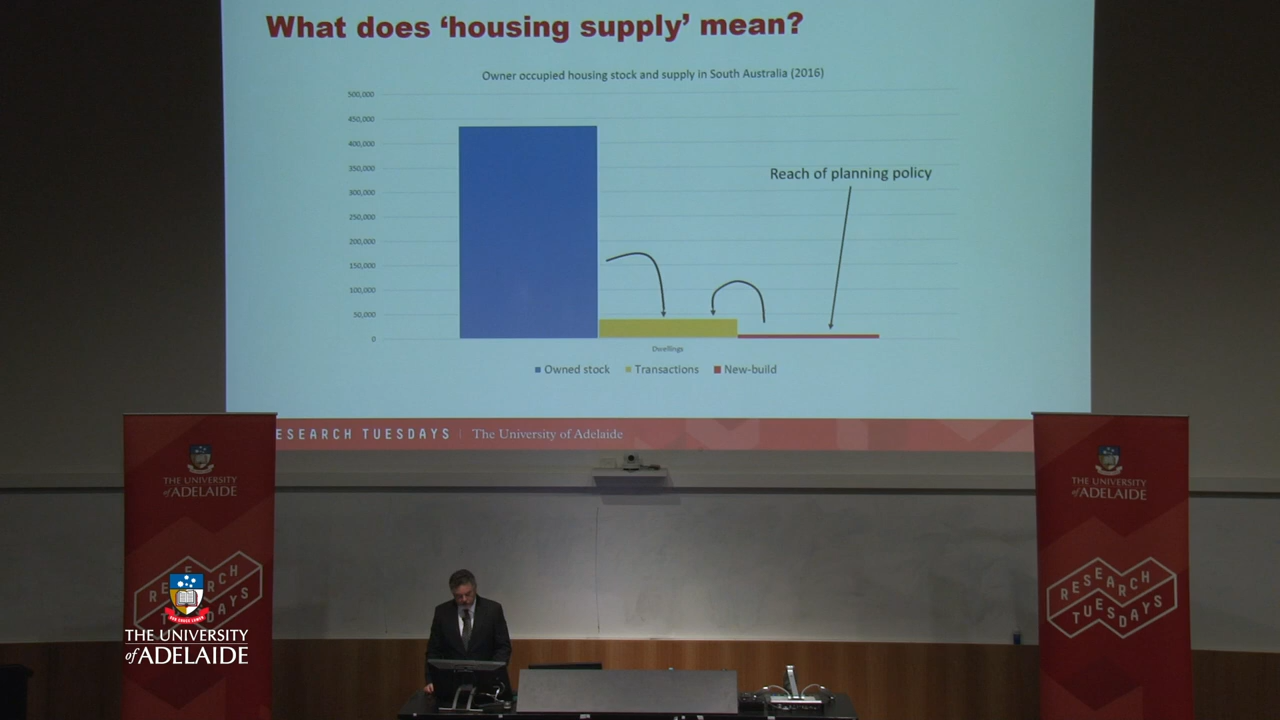 What does ‘housing supply’ mean?
Owner occupied housing stock and supply in South Australia (2016)
500,000
450,000
400,000
350,000
300,000
250,000
200,000
150,000
100,000
50,000
0
Reach of planning policy
Dwellings
Owned stock Transactions New-build
ESEARCH TUESDAYS | The University of Adelaide
THE UNIVERSITY
of ADELAIDE
RESEARCH
TUESDAYS
THE UNIVERSITY
of ADELAIDE
THE UNIVERSITY
of ADELAIDE
RESEARCH
TUESDAYS